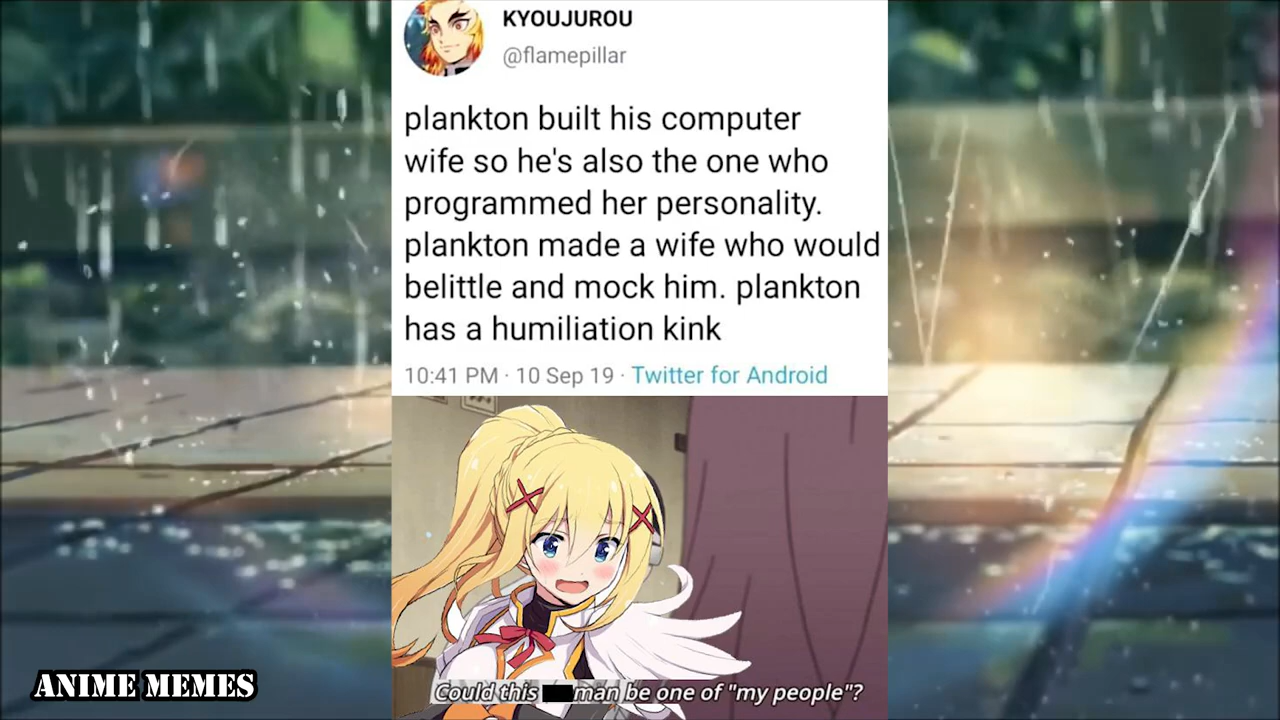 KYOUJUROU
@flamepillar
plankton built his computer
wife so he's also the one who
programmed her personality.
plankton made a wife who would
belittle and mock him. plankton
has a humiliation kink
10:41 PM · 10 Sep 19 · Twitter for Android
Could this man be one of "my people"?
ANIME MEMES